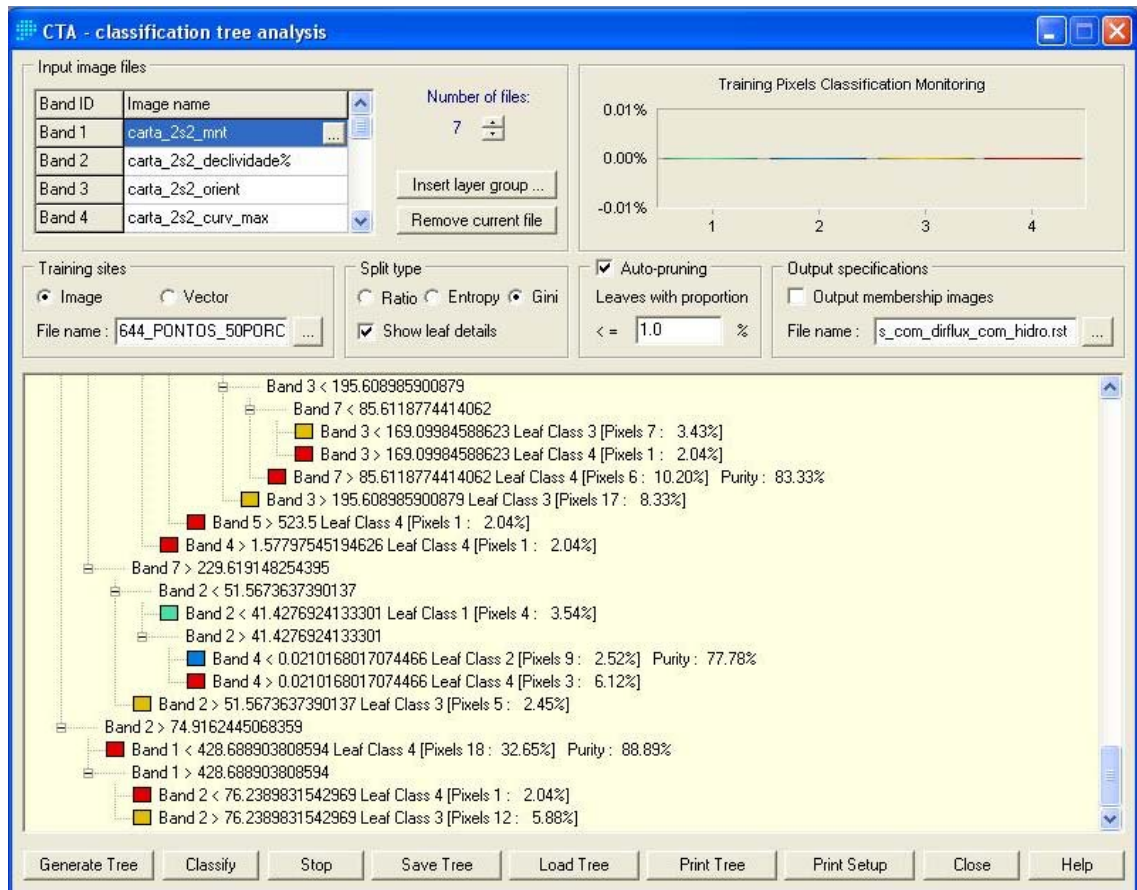 CTA - classification tree analysis
Input image files
Band ID Image name
Band 1 carta_2s2_mnt ...
Band 2 carta_2s2_declividade%
Band 3 carta_2s2_orient
Band 4 carta_2s2_curv_max
Number of files:
7
Insert layer group ...
Remove current file
Training Pixels Classification Monitoring
0.01%
0.00%
-0.01%
1 2 3 4
Training sites
Image Vector
File name : 644_PONTOS_50PORC ...
Split type
Ratio Entropy Gini
Show leaf details
Auto-pruning
Leaves with proportion
< = 1.0 %
Output specifications
Output membership images
File name : s_com_dirflux_com_hidro.rst ...
Band 3 < 195.608985900879
Band 7 < 85.6118774414062
Band 3 < 169.09984588623 Leaf Class 3 [Pixels 7 : 3.43%]
Band 3 > 169.09984588623 Leaf Class 4 [Pixels 1 : 2.04%]
Band 7 > 85.6118774414062 Leaf Class 4 [Pixels 6 : 10.20%] Purity : 83.33%
Band 3 > 195.608985900879 Leaf Class 3 [Pixels 17 : 8.33%]
Band 5 > 523.5 Leaf Class 4 [Pixels 1 : 2.04%]
Band 4 > 1.57797545194626 Leaf Class 4 [Pixels 1 : 2.04%]
Band 7 > 229.619148254395
Band 2 < 51.5673637390137
Band 2 < 41.4276924133301 Leaf Class 1 [Pixels 4 : 3.54%]
Band 2 > 41.4276924133301
Band 4 < 0.0210168017074466 Leaf Class 2 [Pixels 9 : 2.52%] Purity : 77.78%
Band 4 > 0.0210168017074466 Leaf Class 4 [Pixels 3 : 6.12%]
Band 2 > 51.5673637390137 Leaf Class 3 [Pixels 5 : 2.45%]
Band 2 > 74.9162445068359
Band 1 < 428.688903808594 Leaf Class 4 [Pixels 18 : 32.65%] Purity : 88.89%
Band 1 > 428.688903808594
Band 2 < 76.2389831542969 Leaf Class 4 [Pixels 1 : 2.04%]
Band 2 > 76.2389831542969 Leaf Class 3 [Pixels 12 : 5.88%]
Generate Tree Classify Stop Save Tree Load Tree Print Tree Print Setup Close Help